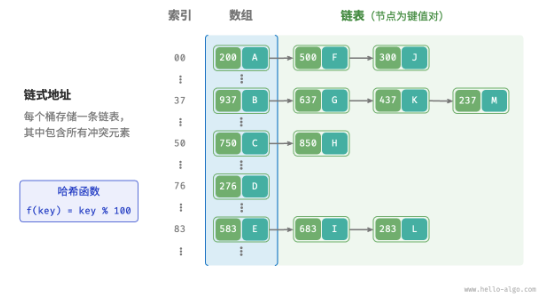 索引 数组 链表（节点为键值对）
00 200 A 500 F 300 J
链式地址
每个桶存储一条链表，
其中包含所有冲突元素
37 937 B 637 G 437 K 237 M
50 750 C 850 H
76 276 D
哈希函数
f(key) = key % 100
83 583 E 683 I 283 L
www.hello-algo.com